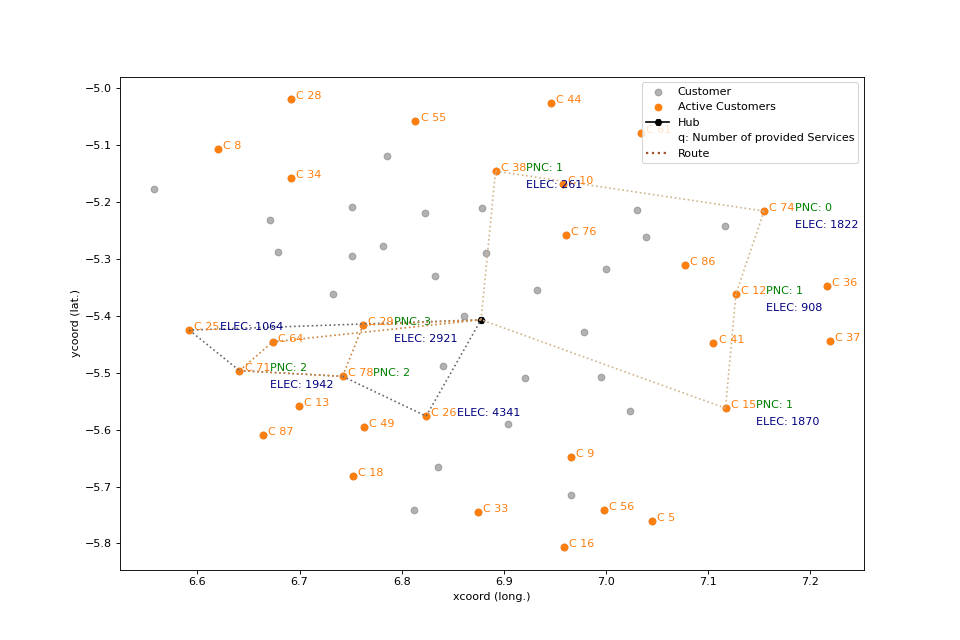 −5.0
−5.1
−5.2
−5.3
−5.4
−5.5
−5.6
−5.7
−5.8
ycoord (lat.)
6.6
6.7
6.8
6.9
7.0
7.1
7.2
xcoord (long.)
Customer
Active Customers
Hub
q: Number of provided Services
Route
C 28
C 44
C 55
C 81
C 8
C 34
C 38
PNC: 1
ELEC: 261
C 10
C 74
PNC: 0
ELEC: 1822
C 76
C 86
C 36
C 12
PNC: 1
ELEC: 908
C 25
ELEC: 1064
C 29
PNC: 3
ELEC: 2921
C 64
C 41
C 37
C 71
PNC: 2
ELEC: 1942
C 78
PNC: 2
C 13
C 26
ELEC: 4341
C 15
PNC: 1
ELEC: 1870
C 87
C 49
C 9
C 18
C 33
C 56
C 5
C 16